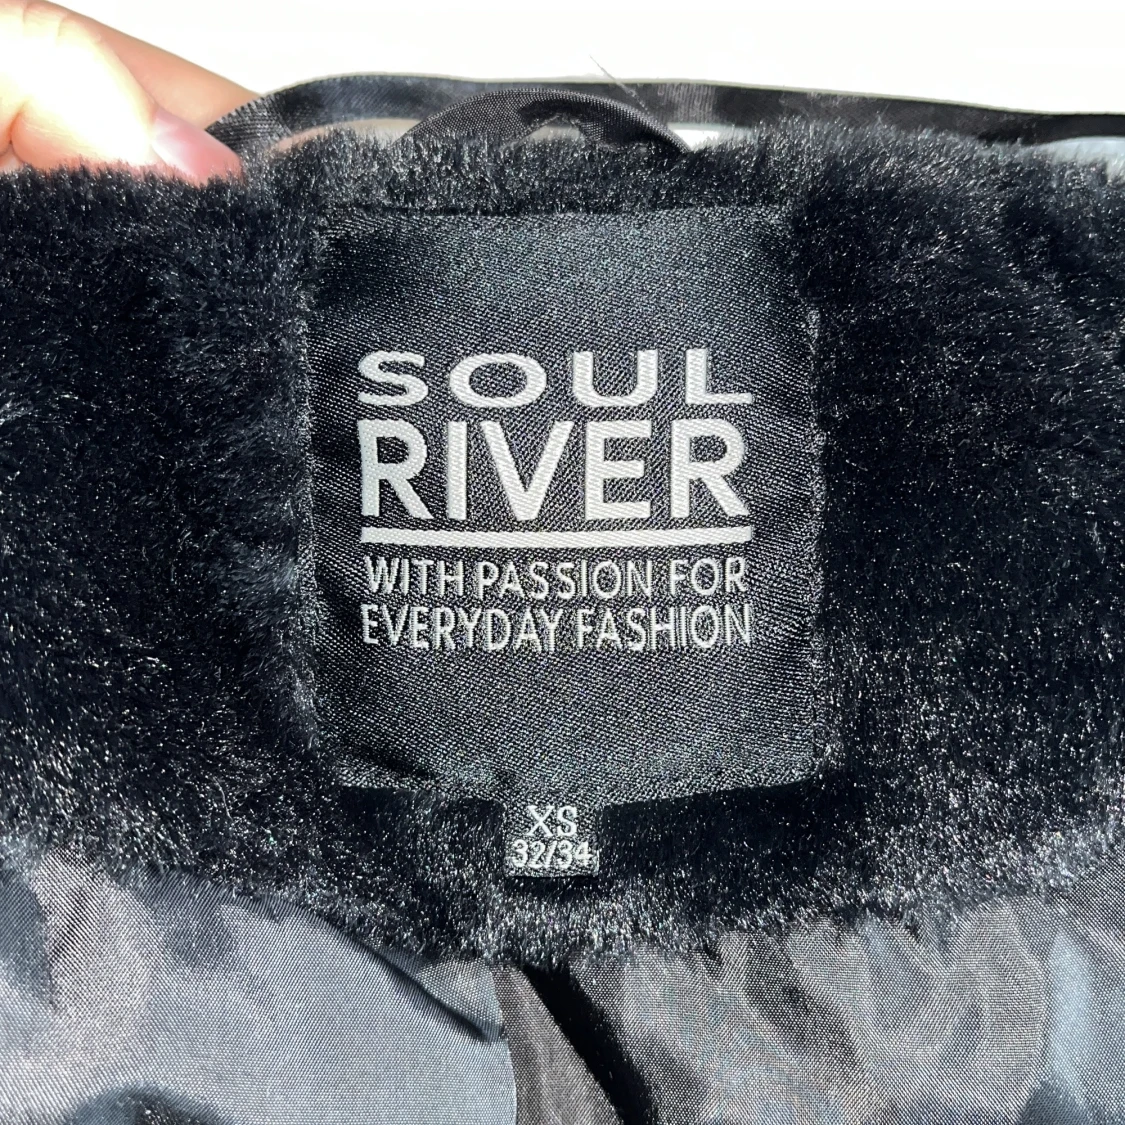 SOUL
RIVER
WITH PASSION FOR
EVERYDAY FASHION
XS
32/34